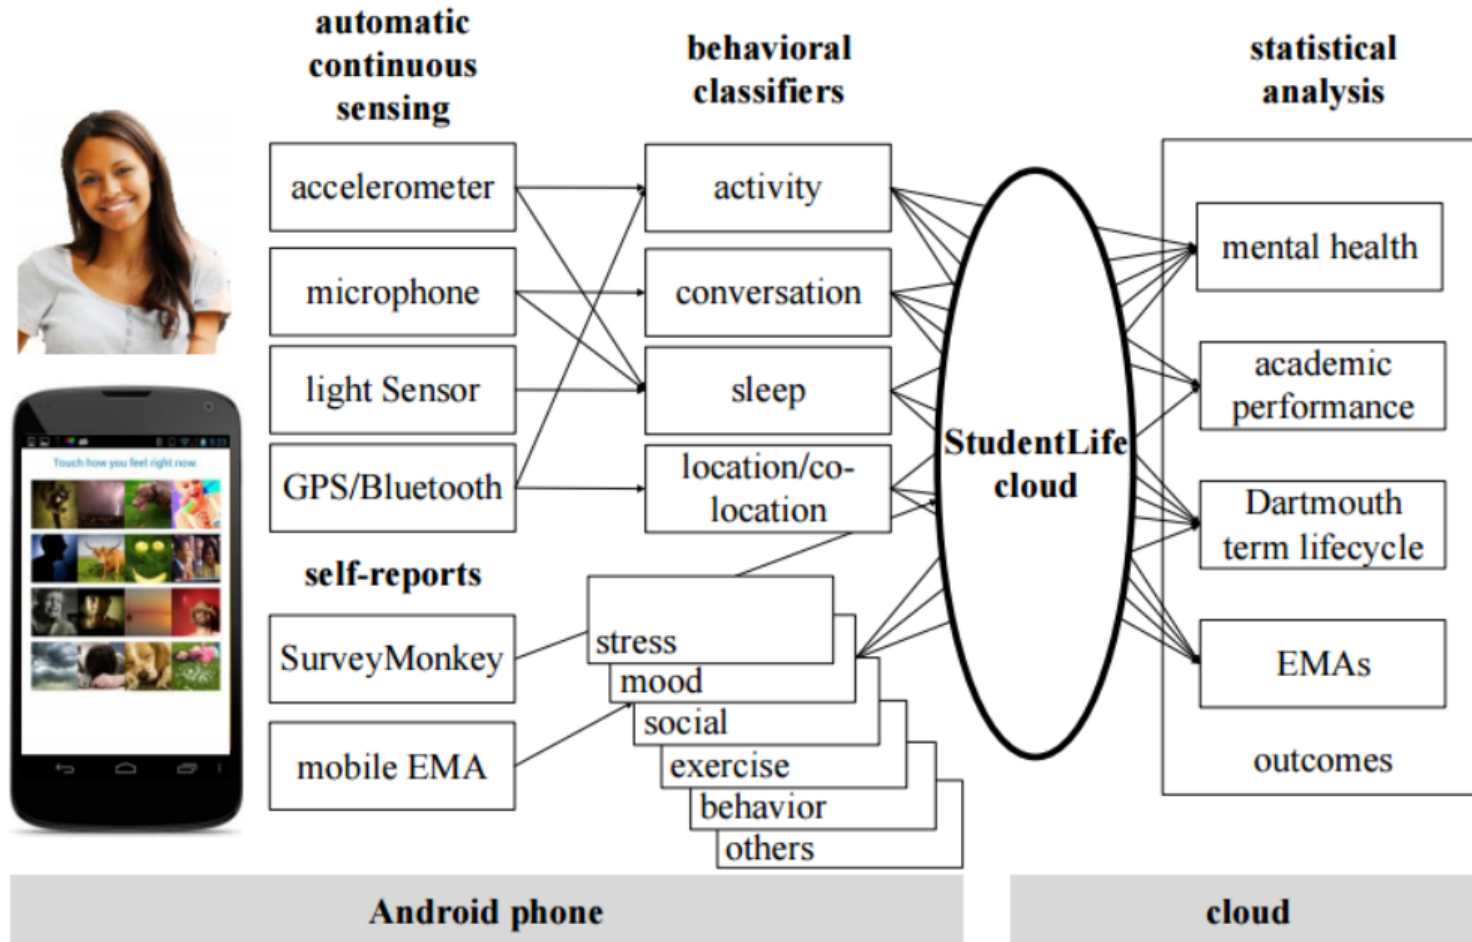 automatic
continuous
sensing
behavioral
classifiers
statistical
analysis
accelerometer
activity
mental health
microphone
conversation
academic
performance
light Sensor
sleep
Touch how you feel right now.
GPS/Bluetooth
location/co-
location
StudentLife
cloud
Dartmouth
term lifecycle
self-reports
SurveyMonkey
stress
mood
social
exercise
behavior
others
EMAs
mobile EMA
outcomes
Android phone
cloud